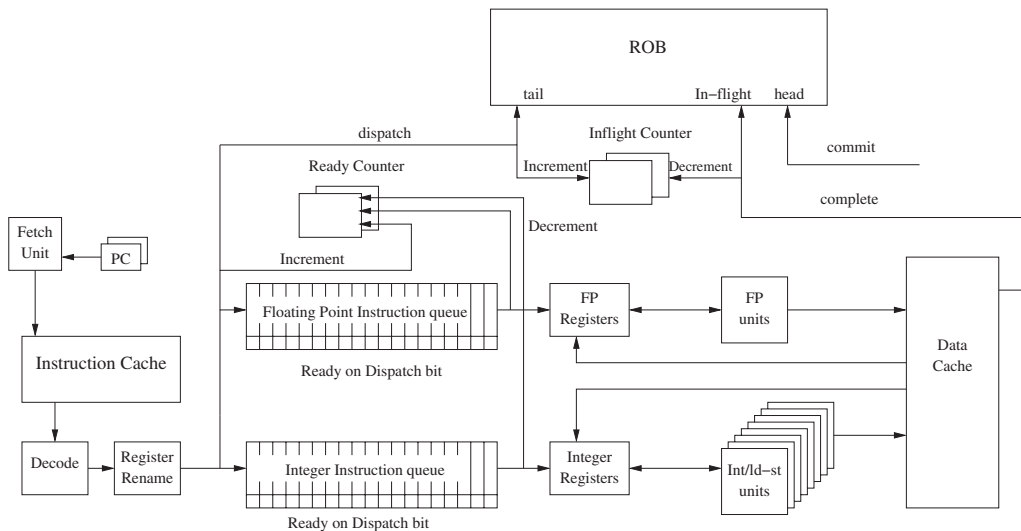 ROB
tail
In-flight
head
dispatch
Inflight Counter
commit
Ready Counter
Increment
Decrement
complete
Fetch
Unit
PC
Decrement
Increment
Floating Point Instruction queue
FP
Registers
FP
units
Instruction Cache
Ready on Dispatch bit
Data
Cache
Decode
Register
Rename
Integer Instruction queue
Integer
Registers
Int/ld-st
units
Ready on Dispatch bit